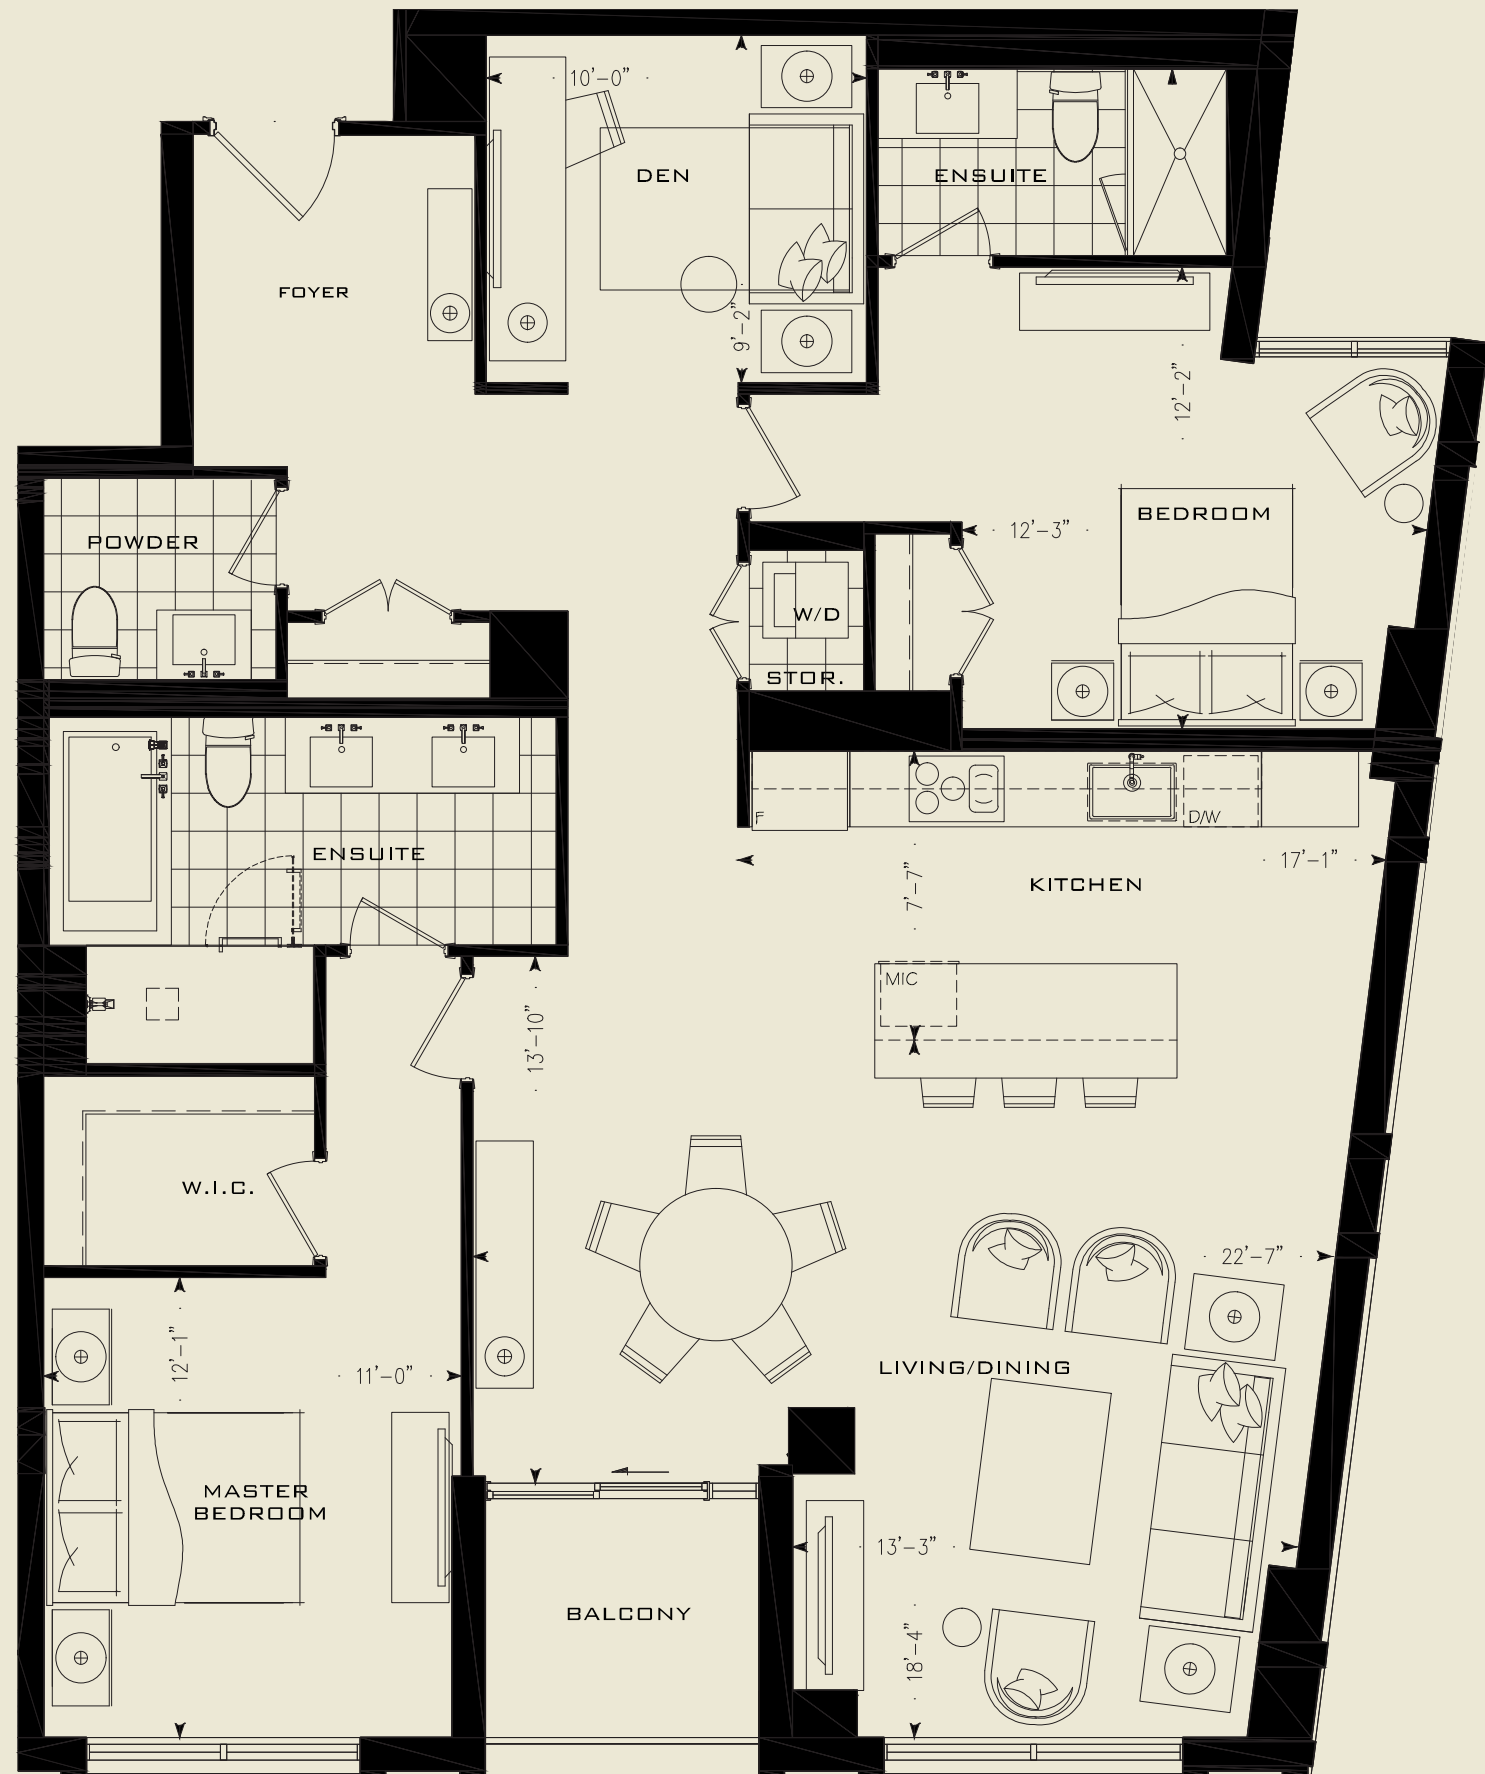 10'-0"
DEN
ENSUITE
FOYER
9'-2"
12'-2"
BEDROOM
12'-3"
POWDER
W/D
STOR.
F
D/W
ENSUITE
17'-1"
KITCHEN
7'-7"
MIC
13'-10"
W.I.C.
22'-7"
12'-1"
11'-0"
LIVING/DINING
MASTER
BEDROOM
13'-3"
BALCONY
18'-4"